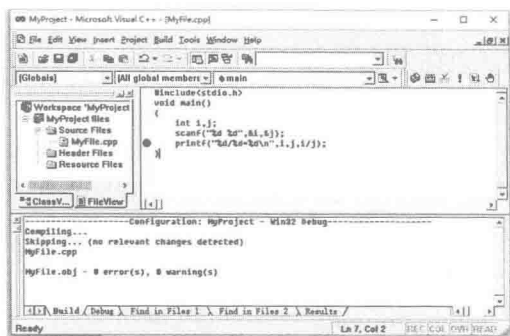 MyProject - Microsoft Visual C++ - [MyFile.cpp]
File Edit View Insert Project Build Tools Window Help
(Globals) [All global members main
Workspace 'MyProject
MyProject files
Source Files
MyFile.cpp
Header Files
Resource Files
ClassV... FileView
#include<stdio.h>
void main()
{
int i,j;
scanf("%d %d",&i,&j);
printf("%d/%d=%d\n",i,j,i/j);
}
--------------------Configuration: MyProject - Win32 Debug--------------------
Compiling...
Skipping... (no relevant changes detected)
MyFile.cpp
MyFile.obj - 0 error(s), 0 warning(s)
Build Debug Find in Files 1 Find in Files 2 Results
Ready Ln 7, Col 2 REC COL OVR READ